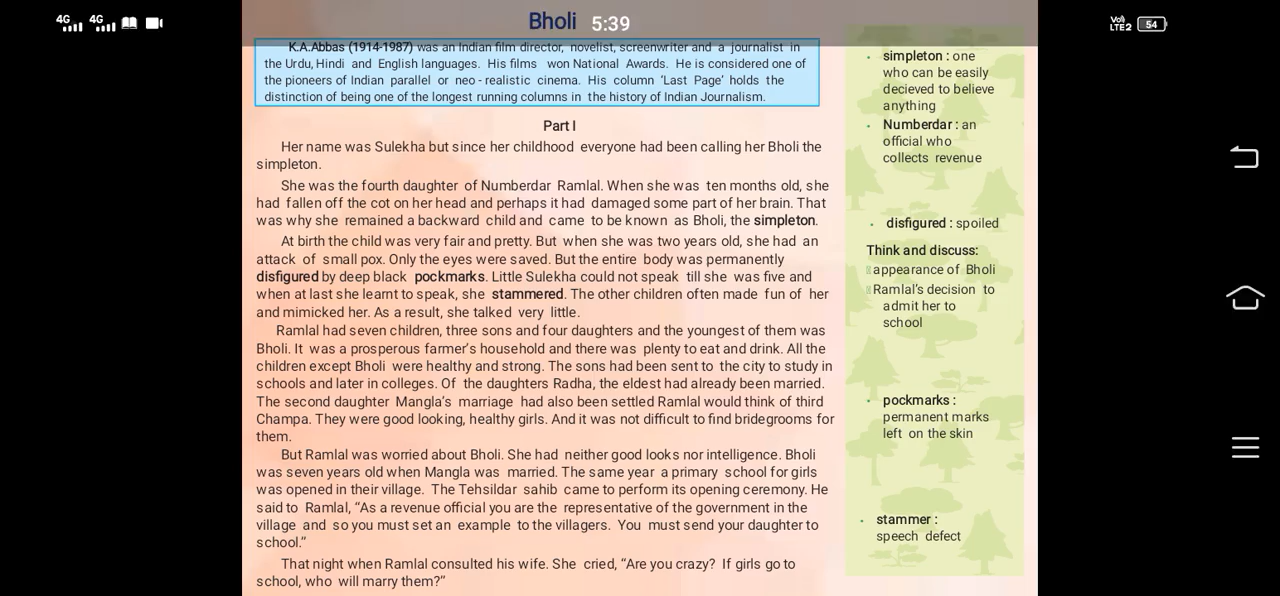 4G 4G
Bholi 5:39
Vo) LTE2 54
K.A.Abbas (1914-1987) was an Indian film director, novelist, screenwriter and a journalist in
the Urdu, Hindi and English languages. His films won National Awards. He is considered one of
the pioneers of Indian parallel or neo - realistic cinema. His column ‘Last Page’ holds the
distinction of being one of the longest running columns in the history of Indian Journalism.
Part I
Her name was Sulekha but since her childhood everyone had been calling her Bholi the
simpleton.
She was the fourth daughter of Numberdar Ramlal. When she was ten months old, she
had fallen off the cot on her head and perhaps it had damaged some part of her brain. That
was why she remained a backward child and came to be known as Bholi, the simpleton.
At birth the child was very fair and pretty. But when she was two years old, she had an
attack of small pox. Only the eyes were saved. But the entire body was permanently
disfigured by deep black pockmarks. Little Sulekha could not speak till she was five and
when at last she learnt to speak, she stammered. The other children often made fun of her
and mimicked her. As a result, she talked very little.
Ramlal had seven children, three sons and four daughters and the youngest of them was
Bholi. It was a prosperous farmer’s household and there was plenty to eat and drink. All the
children except Bholi were healthy and strong. The sons had been sent to the city to study in
schools and later in colleges. Of the daughters Radha, the eldest had already been married.
The second daughter Mangla’s marriage had also been settled Ramlal would think of third
Champa. They were good looking, healthy girls. And it was not difficult to find bridegrooms for
them.
But Ramlal was worried about Bholi. She had neither good looks nor intelligence. Bholi
was seven years old when Mangla was married. The same year a primary school for girls
was opened in their village. The Tehsildar sahib came to perform its opening ceremony. He
said to Ramlal, “As a revenue official you are the representative of the government in the
village and so you must set an example to the villagers. You must send your daughter to
school.”
That night when Ramlal consulted his wife. She cried, “Are you crazy? If girls go to
school, who will marry them?”
simpleton : one
who can be easily
decieved to believe
anything
Numberdar : an
official who
collects revenue
disfigured : spoiled
Think and discuss:
appearance of Bholi
Ramlal’s decision to
admit her to
school
pockmarks :
permanent marks
left on the skin
stammer :
speech defect